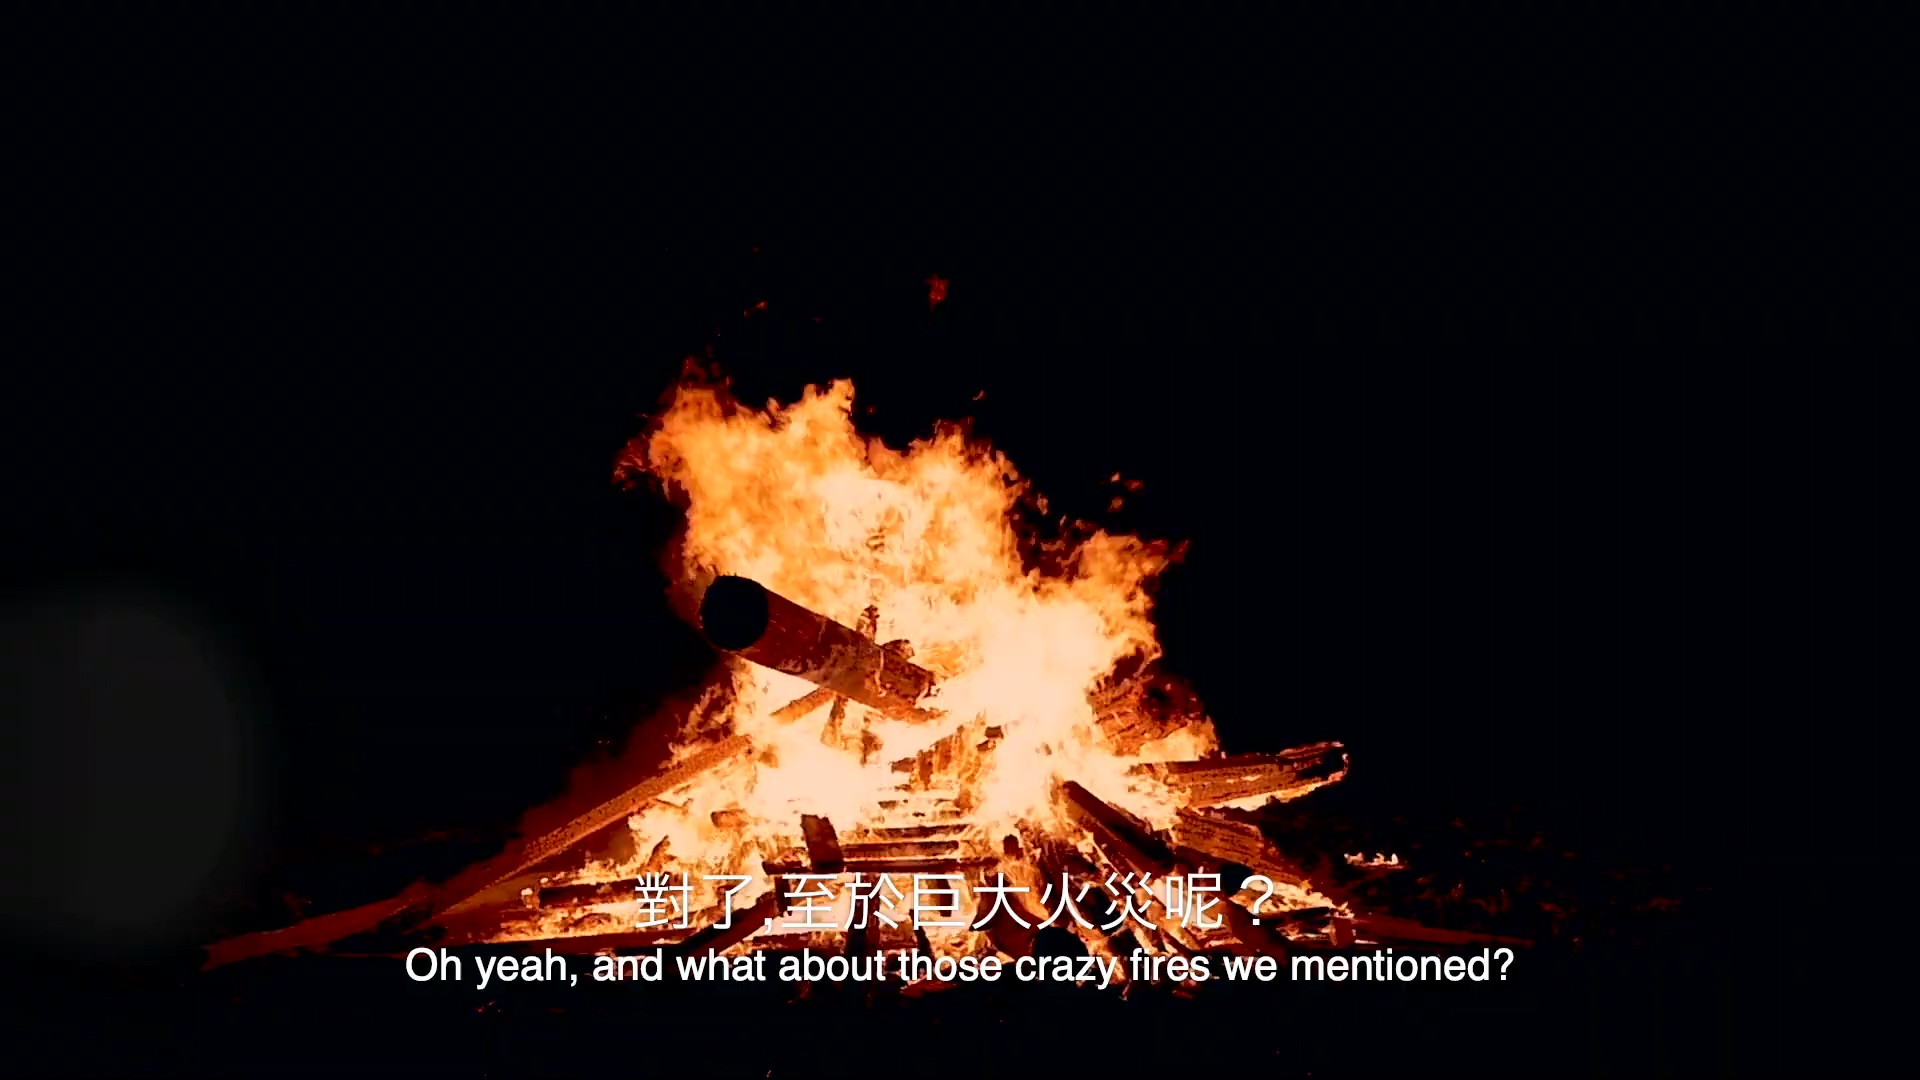 對了,至於巨大火災呢？
Oh yeah, and what about those crazy fires we mentioned?